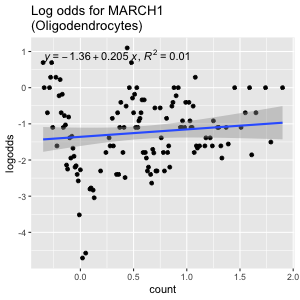 Log odds for MARCH1
(Oligodendrocytes)
y = −1.36 + 0.205 x, R² = 0.01
1
0
-1
-2
-3
-4
logodds
0.0 0.5 1.0 1.5 2.0
count